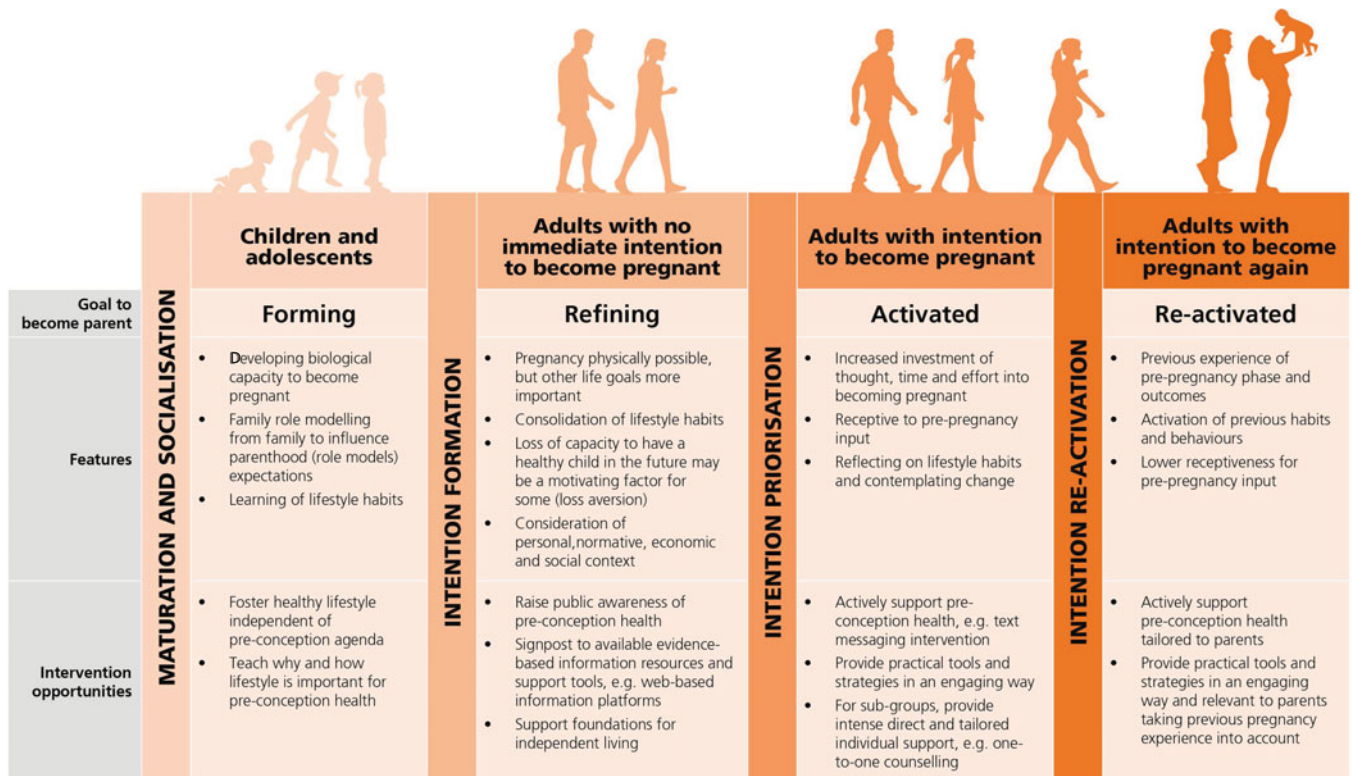 Children and
adolescents
Adults with no
immediate intention
to become pregnant
Adults with intention
to become pregnant
Adults with
intention to become
pregnant again
Goal to
become parent
Forming
Refining
Activated
Re-activated
MATURATION AND SOCIALISATION
INTENTION FORMATION
INTENTION PRIORISATION
INTENTION RE-ACTIVATION
Features
• Developing biological
capacity to become
pregnant
• Family role modelling
from family to influence
parenthood (role models)
expectations
• Learning of lifestyle habits
• Pregnancy physically possible,
but other life goals more
important
• Consolidation of lifestyle habits
• Loss of capacity to have a
healthy child in the future may
be a motivating factor for
some (loss aversion)
• Consideration of
personal,normative, economic
and social context
• Increased investment of
thought, time and effort into
becoming pregnant
• Receptive to pre-pregnancy
input
• Reflecting on lifestyle habits
and contemplating change
• Previous experience of
pre-pregnancy phase and
outcomes
• Activation of previous habits
and behaviours
• Lower receptiveness for
pre-pregnancy input
Intervention
opportunities
• Foster healthy lifestyle
independent of
pre-conception agenda
• Teach why and how
lifestyle is important for
pre-conception health
• Raise public awareness of
pre-conception health
• Signpost to available evidence-
based information resources and
support tools, e.g. web-based
information platforms
• Support foundations for
independent living
• Actively support pre-
conception health, e.g. text
messaging intervention
• Provide practical tools and
strategies in an engaging way
• For sub-groups, provide
intense direct and tailored
individual support, e.g. one-
to-one counselling
• Actively support
pre-conception health
tailored to parents
• Provide practical tools and
strategies in an engaging
way and relevant to parents
taking previous pregnancy
experience into account